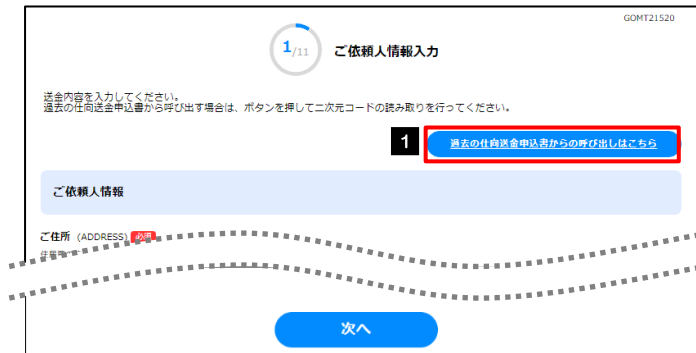 GOMT21520
1/11 ご依頼人情報入力
送金内容を入力してください。
過去の仕向送金申込書から呼び出す場合は、ボタンを押して二次元コードの読み取りを行ってください。
1 過去の仕向送金申込書からの呼び出しはこちら
ご依頼人情報
ご住所 (ADDRESS) 必須
次へ